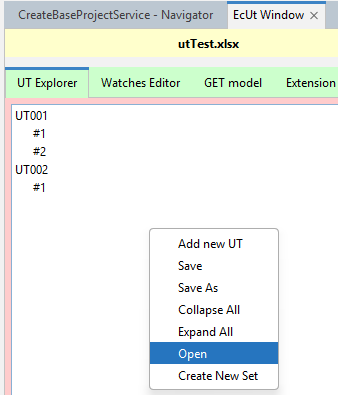 CreateBaseProjectService - Navigator EcUt Window ×
utTest.xlsx
UT Explorer Watches Editor GET model Extension
UT001
#1
#2
UT002
#1
Add new UT
Save
Save As
Collapse All
Expand All
Open
Create New Set